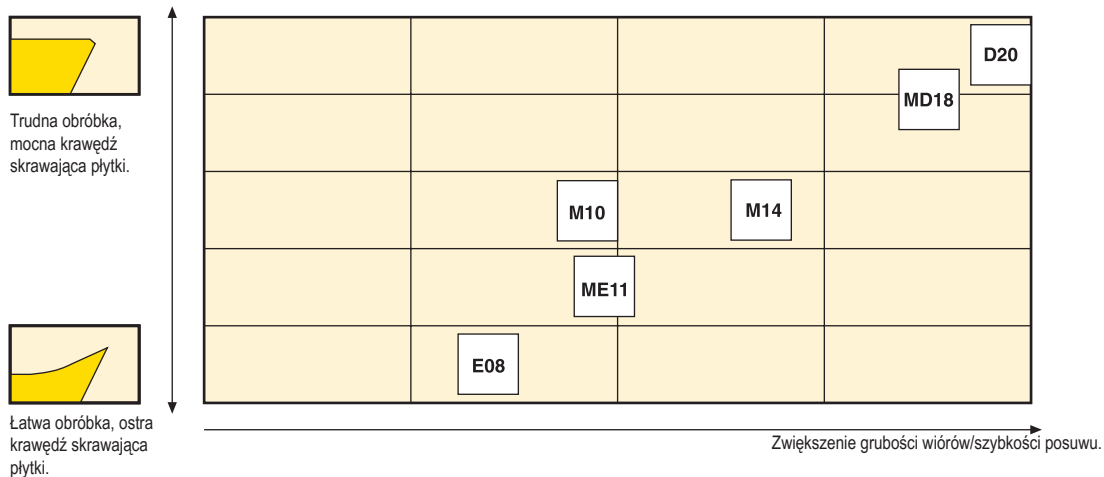 D20
MD18
Trudna obróbka,
mocna krawędź
skrawająca płytki.
M10
M14
ME11
E08
Łatwa obróbka, ostra
krawędź skrawająca
płytki.
Zwiększenie grubości wiórów/szybkości posuwu.